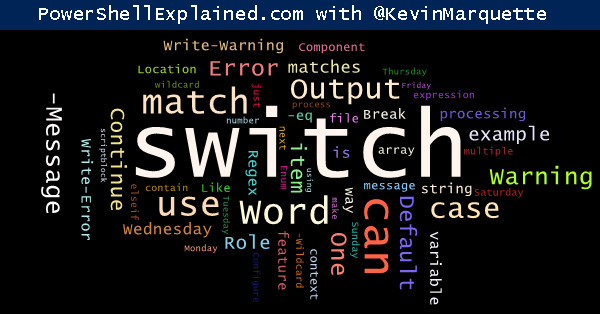 PowerShellExplained.com with @KevinMarquette
Write-Warning
Component
Location
Error
matches
Thursday
wildcard
just
Output
Friday
expression
-Message
match
process
Continue
number
-eq
file
Break
processing
scriptblock
switch
example
Write-Error
next
is
array
multiple
Regex
Enum
item
using
Warning
elseif
contain
Like
message
string
Saturday
use
Tuesday
Word
make
way
can
Default
case
Wednesday
Sunday
Monday
Role
feature
-Wildcard
context
One
variable
Configure